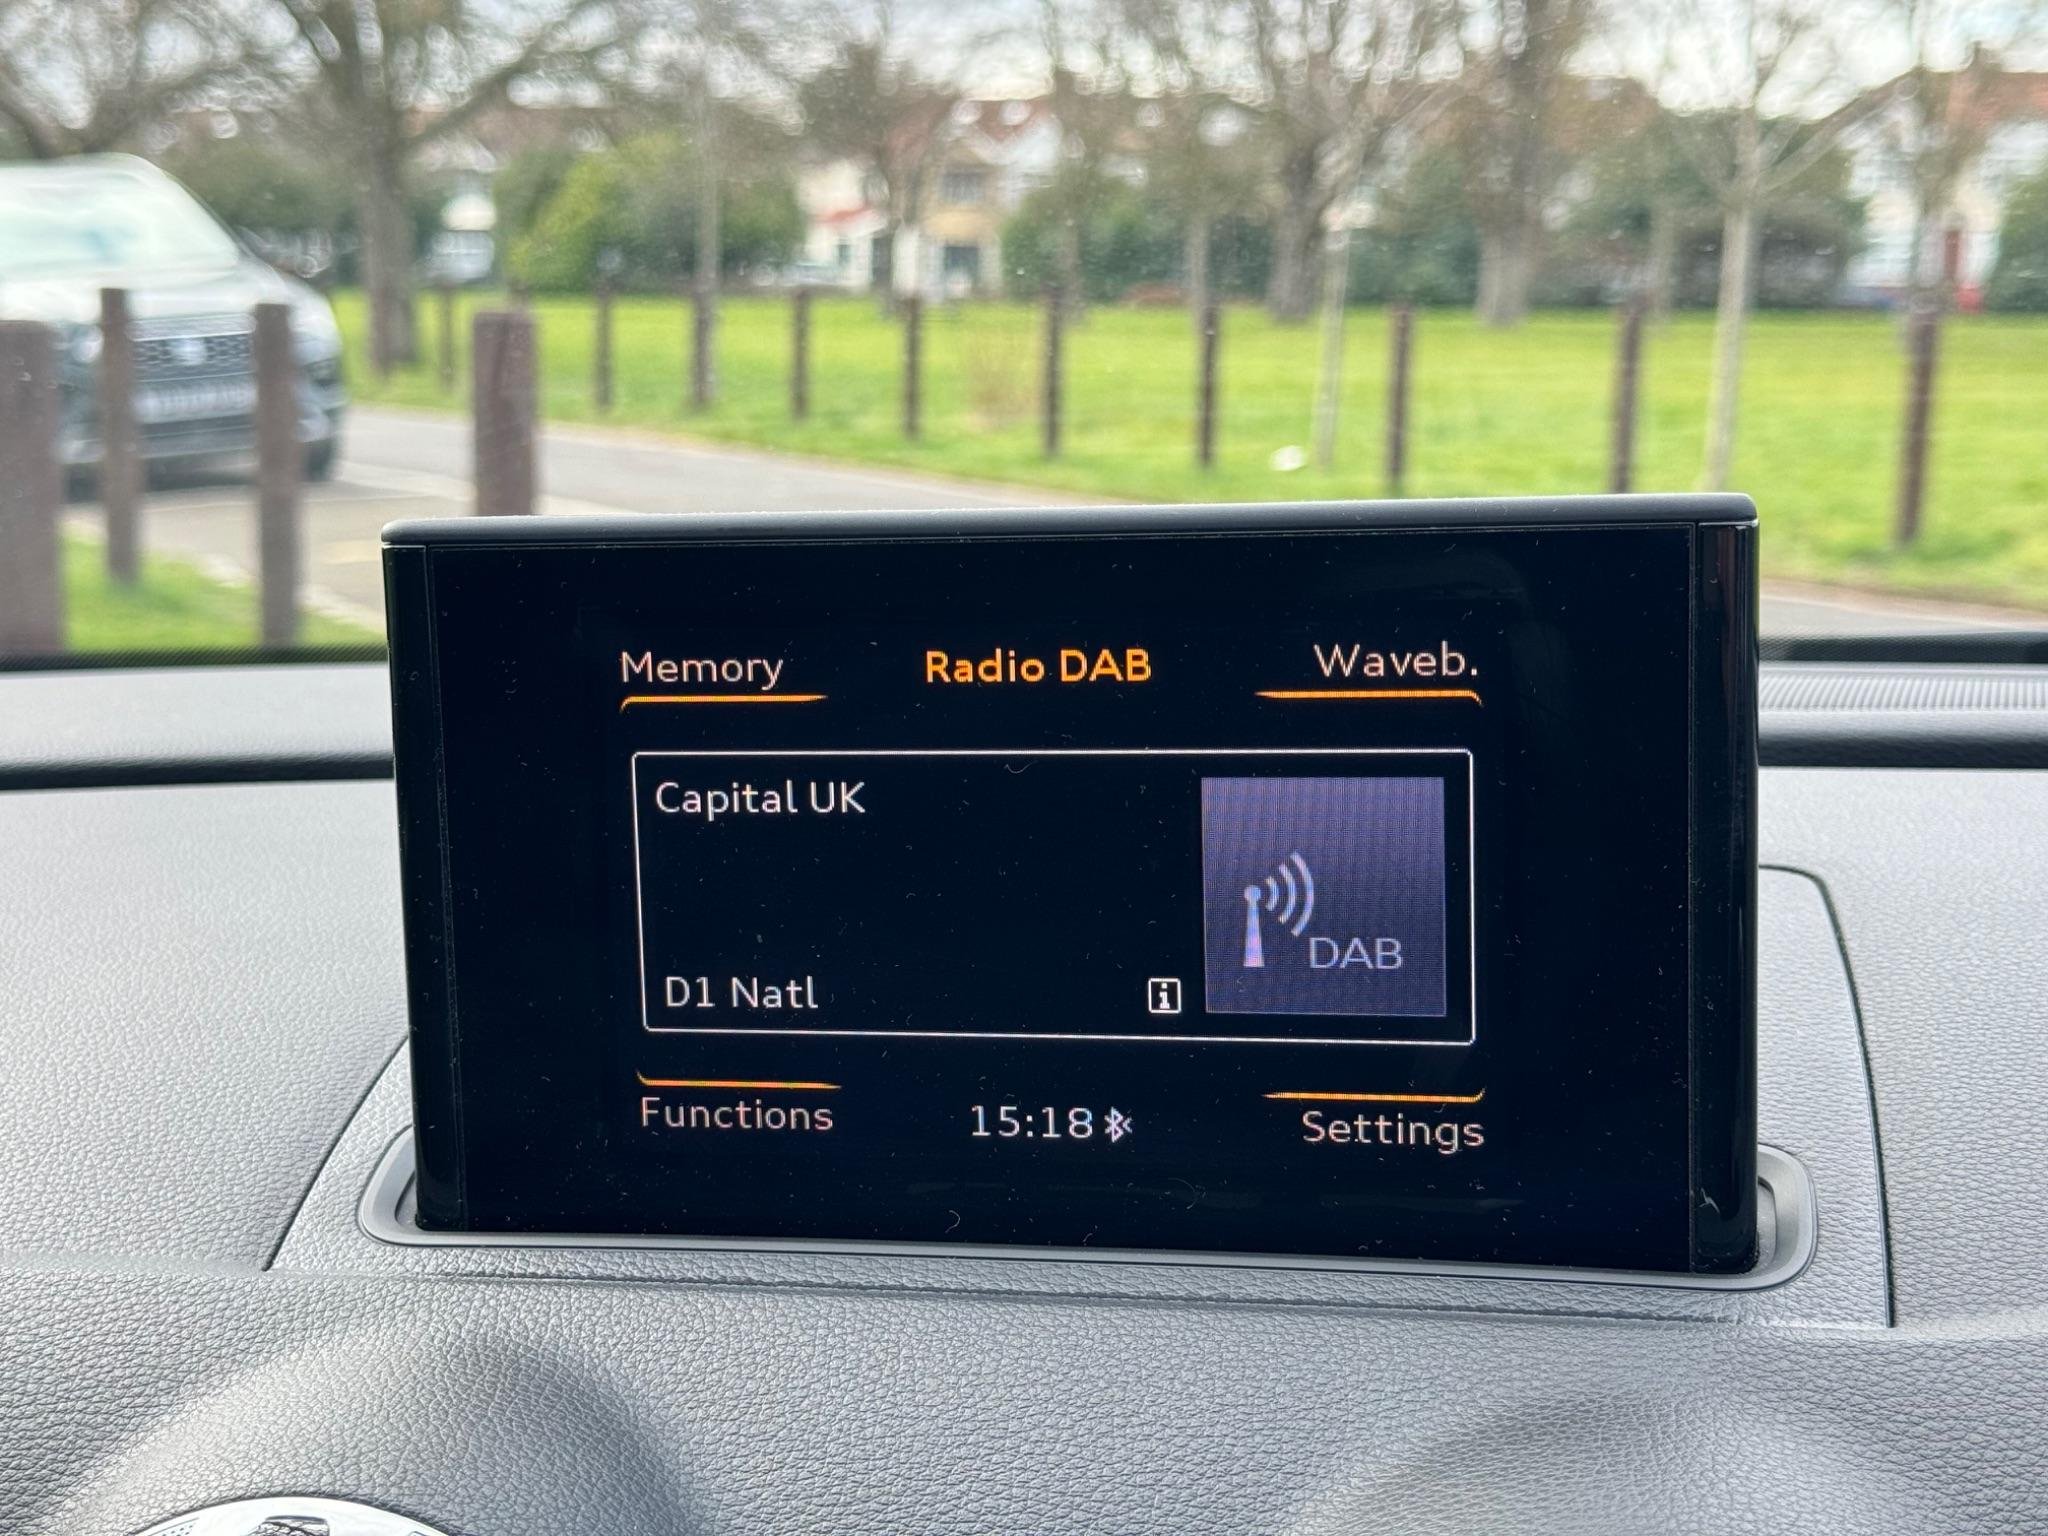 Memory Radio DAB Waveb.
Capital UK
DAB
D1 Natl i
Functions 15:18 Settings